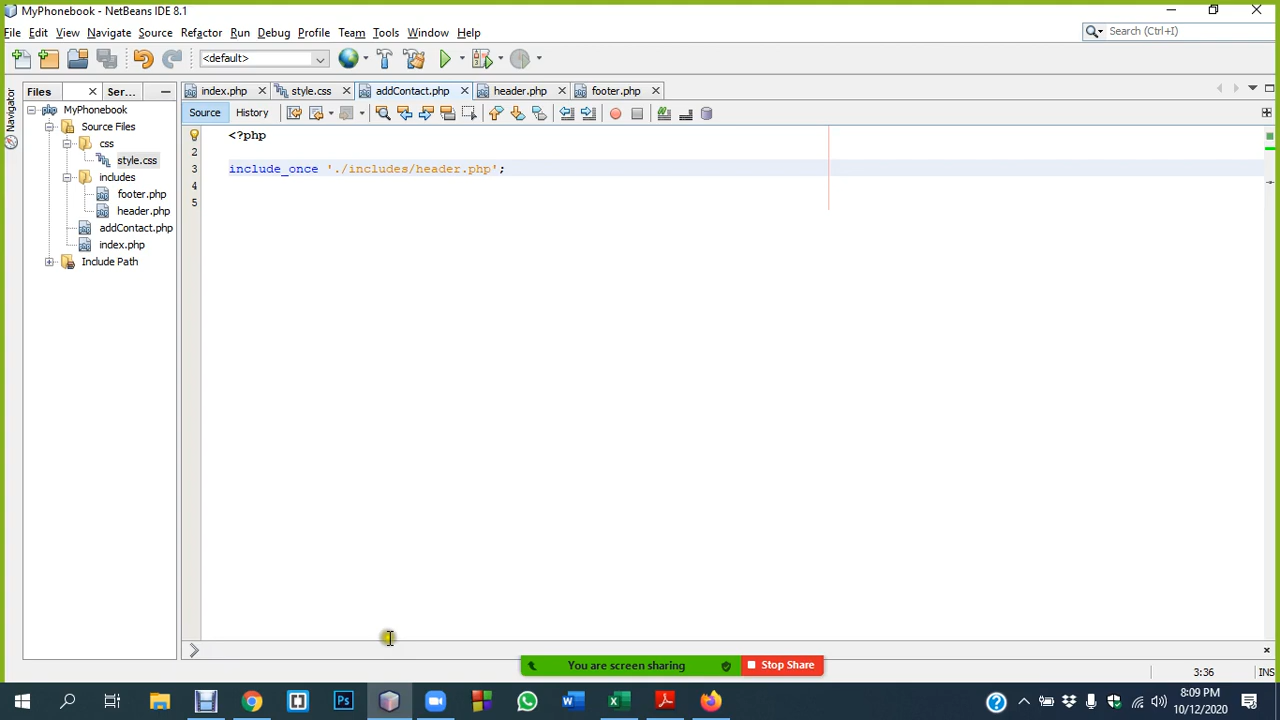 MyPhonebook - NetBeans IDE 8.1
File Edit View Navigate Source Refactor Run Debug Profile Team Tools Window Help
Search (Ctrl+I)
<default>
Files Ser...
index.php style.css addContact.php header.php footer.php
Navigator
Source History
MyPhonebook
Source Files
css
style.css
includes
footer.php
header.php
addContact.php
index.php
Include Path
1 <?php
2
3 include_once './includes/header.php';
4
5
You are screen sharing Stop Share
3:36 INS
8:09 PM
10/12/2020